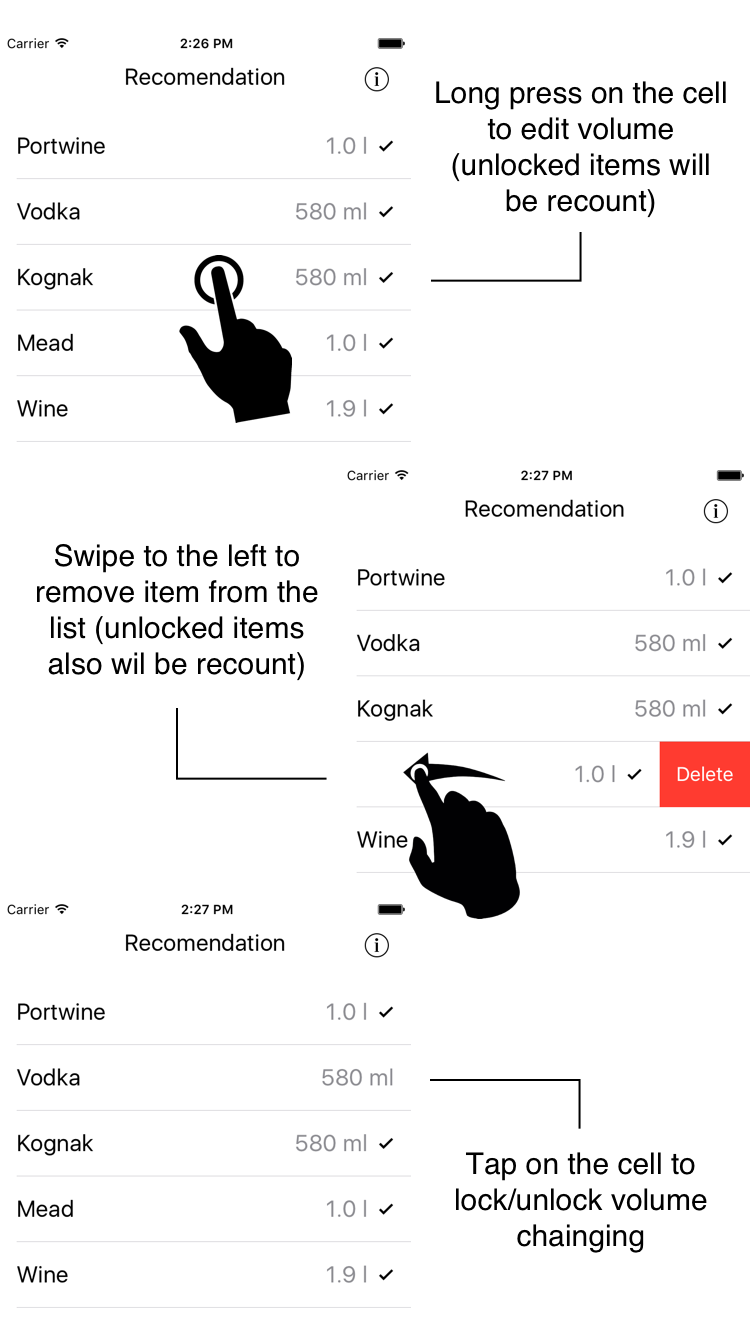 Carrier 2:26 PM
Recomendation
Portwine 1.0 l
Vodka 580 ml
Kognak 580 ml
Mead 1.0 l
Wine 1.9 l
Long press on the cell
to edit volume
(unlocked items will
be recount)
Carrier 2:27 PM
Recomendation
Portwine 1.0 l
Vodka 580 ml
Kognak 580 ml
1.0 l Delete
Wine 1.9 l
Swipe to the left to
remove item from the
list (unlocked items
also wil be recount)
Carrier 2:27 PM
Recomendation
Portwine 1.0 l
Vodka 580 ml
Kognak 580 ml
Mead 1.0 l
Wine 1.9 l
Tap on the cell to
lock/unlock volume
chainging